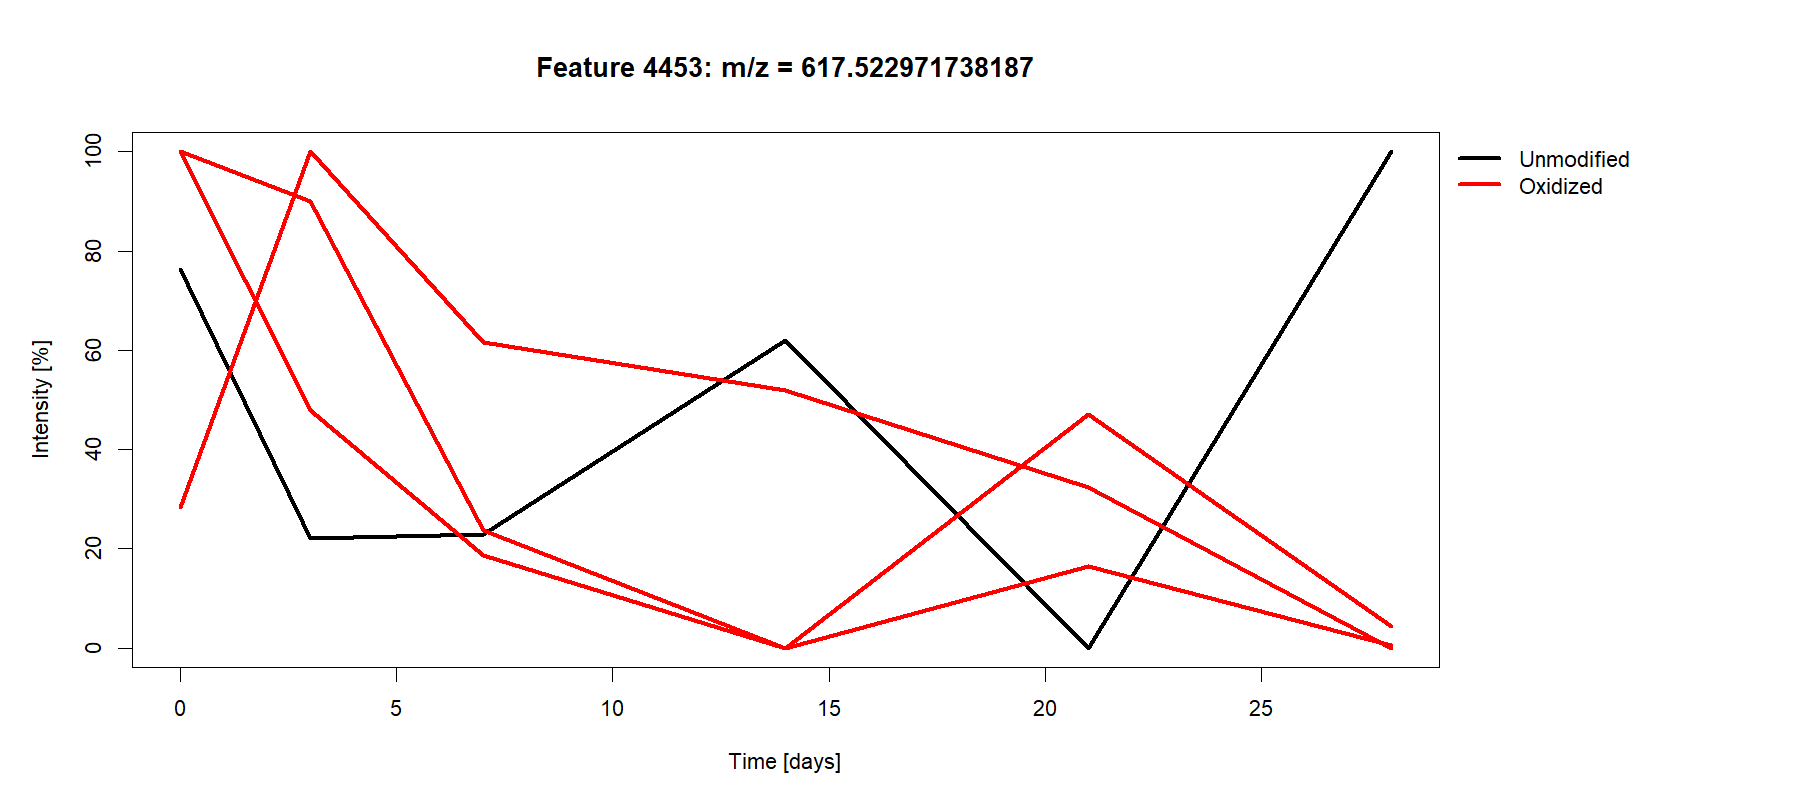 Feature 4453: m/z = 617.522971738187
Unmodified
Oxidized
Intensity [%]
100
80
60
40
20
0
0 5 10 15 20 25
Time [days]